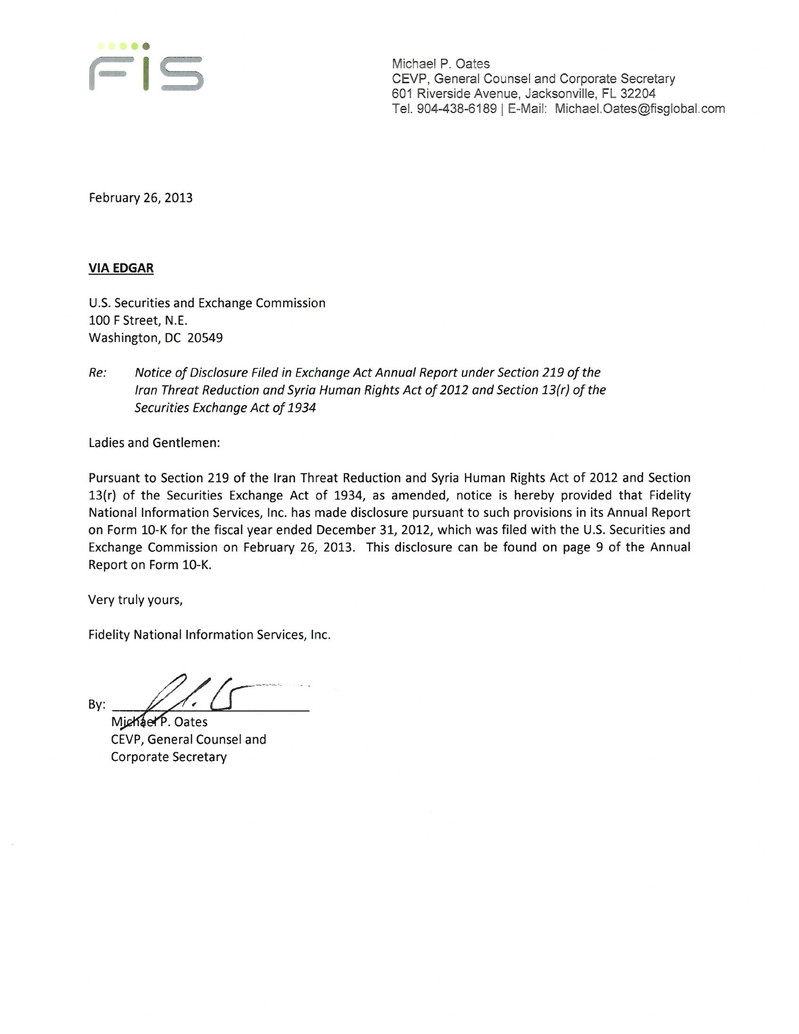 FIS
Michael P. Oates
CEVP, General Counsel and Corporate Secretary
601 Riverside Avenue, Jacksonville, FL 32204
Tel. 904-438-6189 | E-Mail: Michael.Oates@fisglobal.com
February 26, 2013
VIA EDGAR
U.S. Securities and Exchange Commission
100 F Street, N.E.
Washington, DC 20549
Re: Notice of Disclosure Filed in Exchange Act Annual Report under Section 219 of the
Iran Threat Reduction and Syria Human Rights Act of 2012 and Section 13(r) of the
Securities Exchange Act of 1934
Ladies and Gentlemen:
Pursuant to Section 219 of the Iran Threat Reduction and Syria Human Rights Act of 2012 and Section
13(r) of the Securities Exchange Act of 1934, as amended, notice is hereby provided that Fidelity
National Information Services, Inc. has made disclosure pursuant to such provisions in its Annual Report
on Form 10-K for the fiscal year ended December 31, 2012, which was filed with the U.S. Securities and
Exchange Commission on February 26, 2013. This disclosure can be found on page 9 of the Annual
Report on Form 10-K.
Very truly yours,
Fidelity National Information Services, Inc.
By:
Michael P. Oates
CEVP, General Counsel and
Corporate Secretary